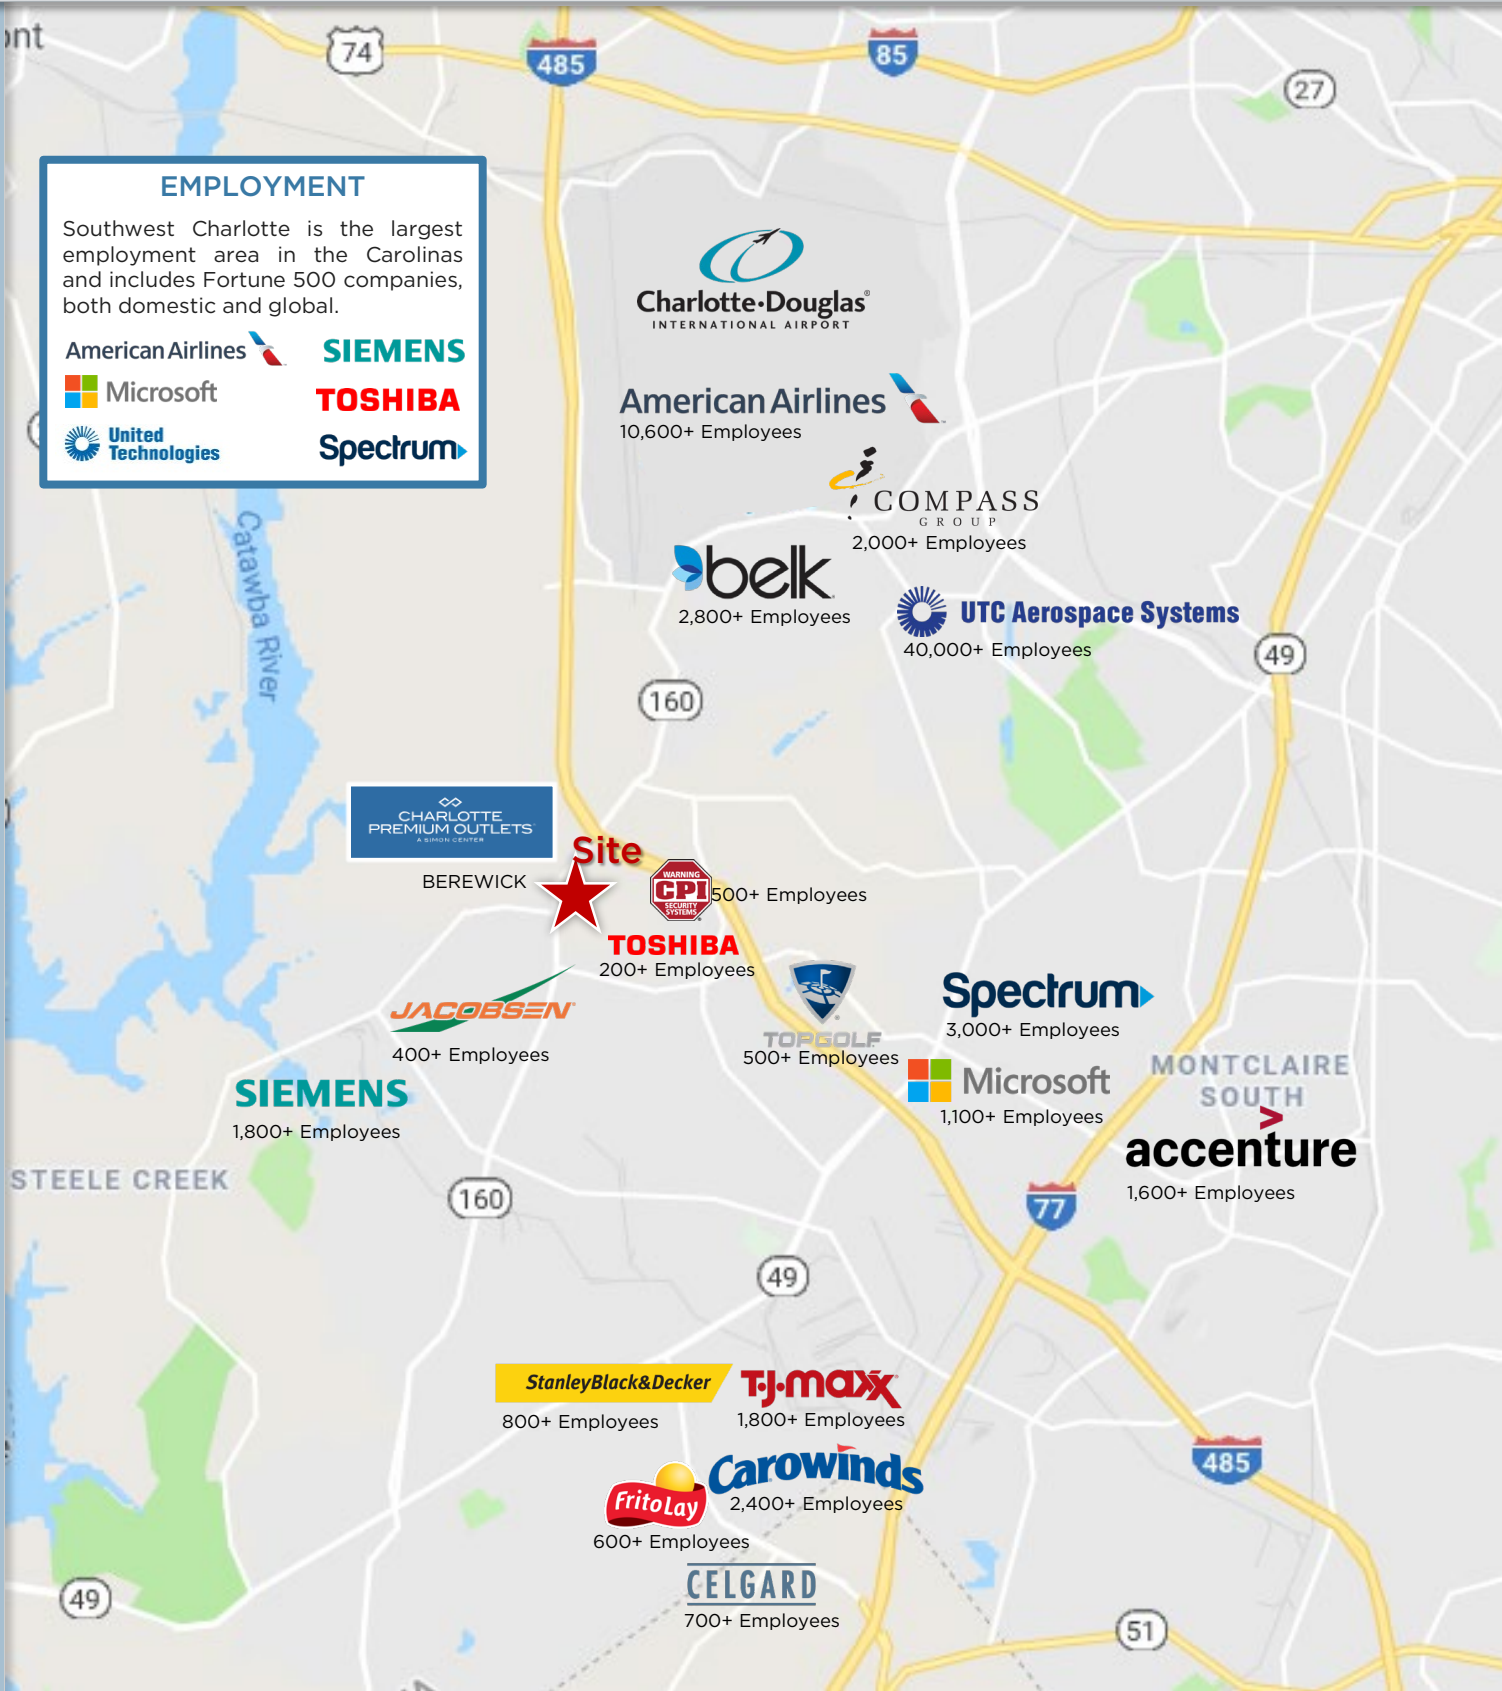 ont
74
485
85
27
EMPLOYMENT
Southwest Charlotte is the largest
employment area in the Carolinas
and includes Fortune 500 companies,
both domestic and global.
American Airlines
SIEMENS
Microsoft
TOSHIBA
United
Technologies
Spectrum
Charlotte·Douglas®
INTERNATIONAL AIRPORT
American Airlines
10,600+ Employees
COMPASS
GROUP
2,000+ Employees
belk
2,800+ Employees
UTC Aerospace Systems
40,000+ Employees
Catawba River
49
160
CHARLOTTE
PREMIUM OUTLETS
A SIMON CENTER
Site
BEREWICK
WARNING
CPI
SECURITY
SYSTEMS
500+ Employees
TOSHIBA
200+ Employees
JACOBSEN
400+ Employees
TOPGOLF
500+ Employees
Spectrum
3,000+ Employees
Microsoft
1,100+ Employees
MONTCLAIRE
SOUTH
SIEMENS
1,800+ Employees
accenture
1,600+ Employees
STEELE CREEK
160
77
49
StanleyBlack&Decker
800+ Employees
T·J·maxx
1,800+ Employees
Carowinds
2,400+ Employees
485
FritoLay
600+ Employees
CELGARD
700+ Employees
49
51